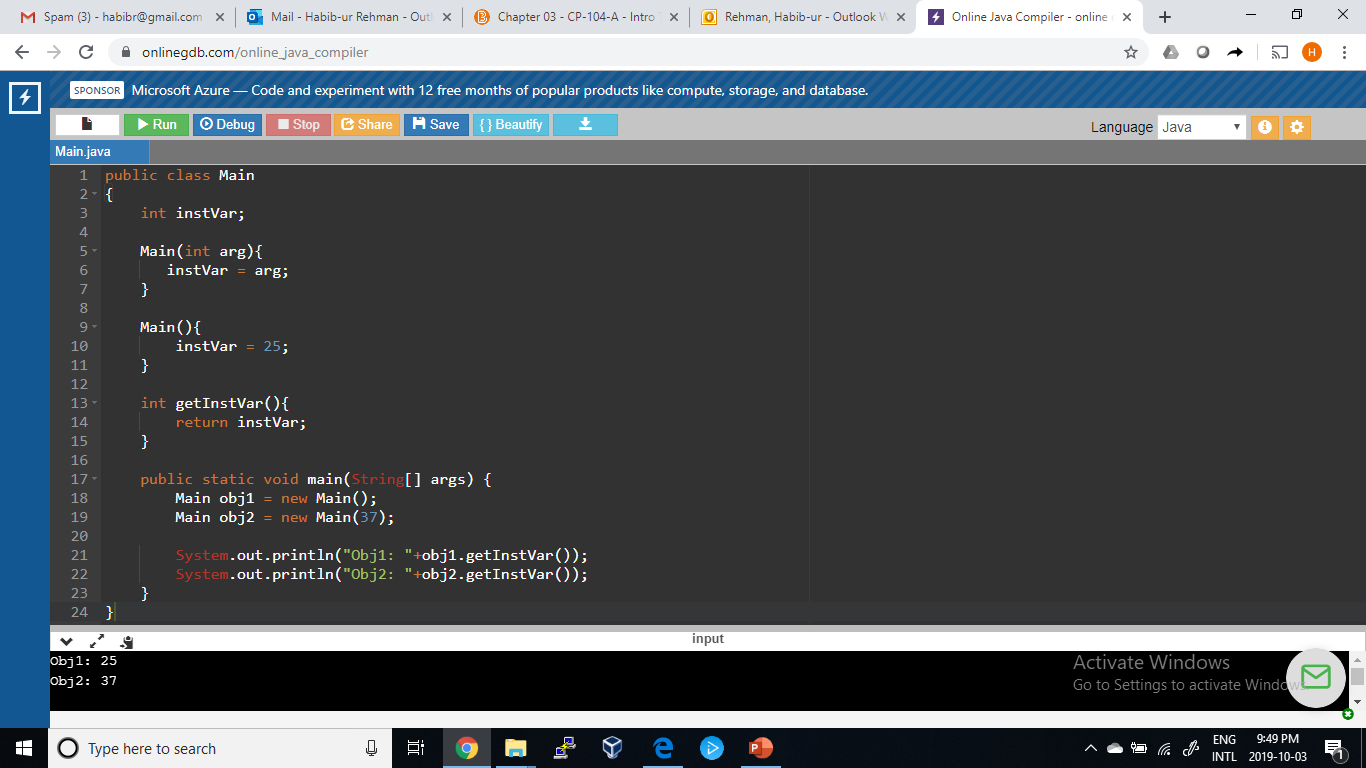 Spam (3) - habibr@gmail.com
Mail - Habib-ur Rehman - Outl
Chapter 03 - CP-104-A - Intro
Rehman, Habib-ur - Outlook W
Online Java Compiler - online
onlinegdb.com/online_java_compiler
H
SPONSOR Microsoft Azure — Code and experiment with 12 free months of popular products like compute, storage, and database.
Run Debug Stop Share Save { } Beautify
Language Java
Main.java
1 public class Main
2 {
3 int instVar;
4
5 Main(int arg){
6 instVar = arg;
7 }
8
9 Main(){
10 instVar = 25;
11 }
12
13 int getInstVar(){
14 return instVar;
15 }
16
17 public static void main(String[] args) {
18 Main obj1 = new Main();
19 Main obj2 = new Main(37);
20
21 System.out.println("Obj1: "+obj1.getInstVar());
22 System.out.println("Obj2: "+obj2.getInstVar());
23 }
24 }
input
Obj1: 25
Obj2: 37
Activate Windows
Go to Settings to activate Windows.
Type here to search
ENG
INTL
9:49 PM
2019-10-03
1